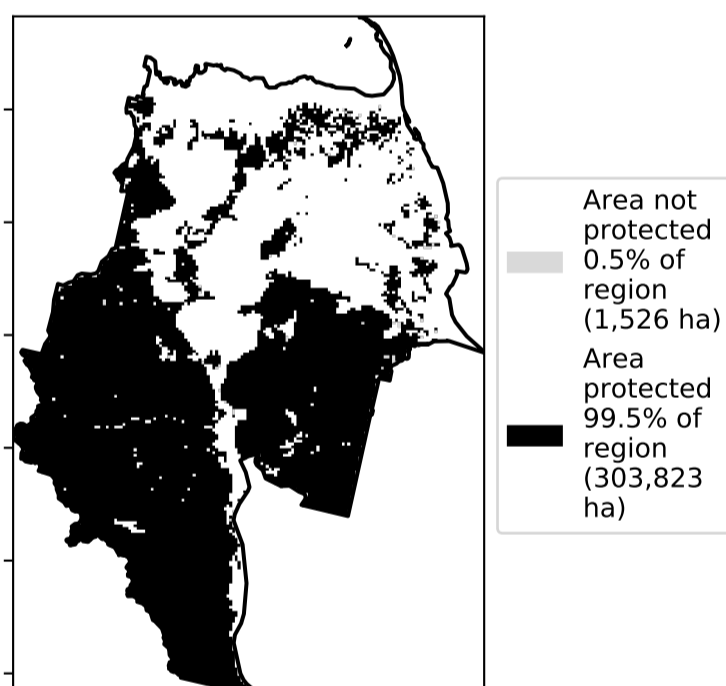 Area not
protected
0.5% of
region
(1,526 ha)
Area
protected
99.5% of
region
(303,823
ha)